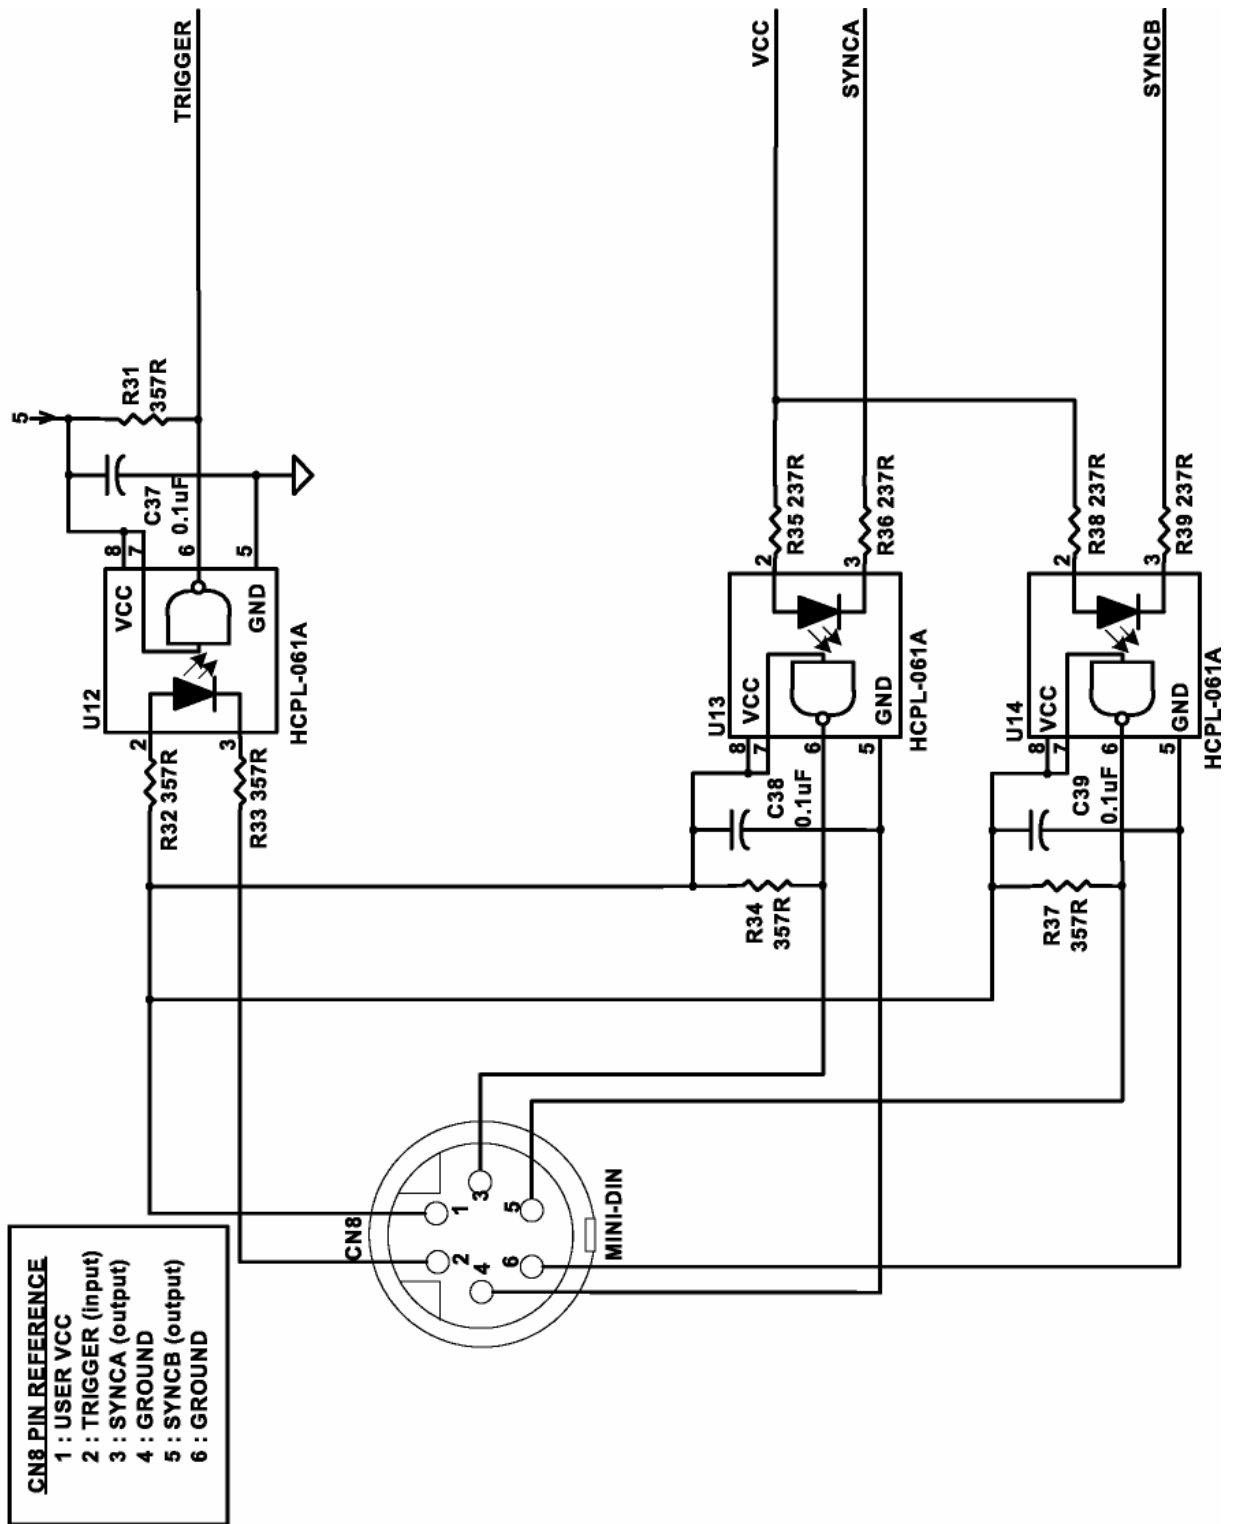 CN8 PIN REFERENCE
1 : USER VCC
2 : TRIGGER (input)
3 : SYNCA (output)
4 : GROUND
5 : SYNCB (output)
6 : GROUND
CN8
1
2
3
4
5
6
MINI-DIN
TRIGGER
5
R31
357R
C37
0.1uF
8
7
6
5
VCC
GND
U12
HCPL-061A
2
3
R32 357R
R33 357R
VCC
SYNCA
R35 237R
R36 237R
2
3
U13
VCC
GND
HCPL-061A
8
7
6
5
C38
0.1uF
R34
357R
SYNCB
R38 237R
R39 237R
2
3
U14
VCC
GND
HCPL-061A
8
7
6
5
C39
0.1uF
R37
357R